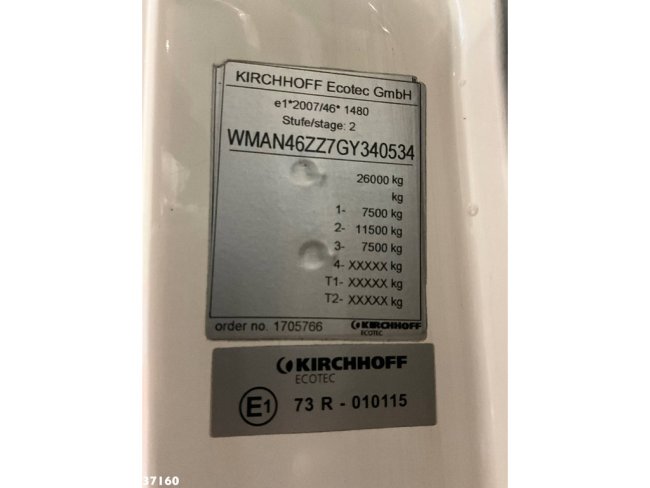 KIRCHHOFF Ecotec GmbH
e1*2007/46* 1480
Stufe/stage: 2
WMAN46ZZ7GY340534
26000 kg
kg
1- 7500 kg
2- 11500 kg
3- 7500 kg
4- XXXXX kg
T1- XXXXX kg
T2- XXXXX kg
order no. 1705766 KIRCHHOFF
ECOTEC
KIRCHHOFF
ECOTEC
E1 73 R - 010115
37160